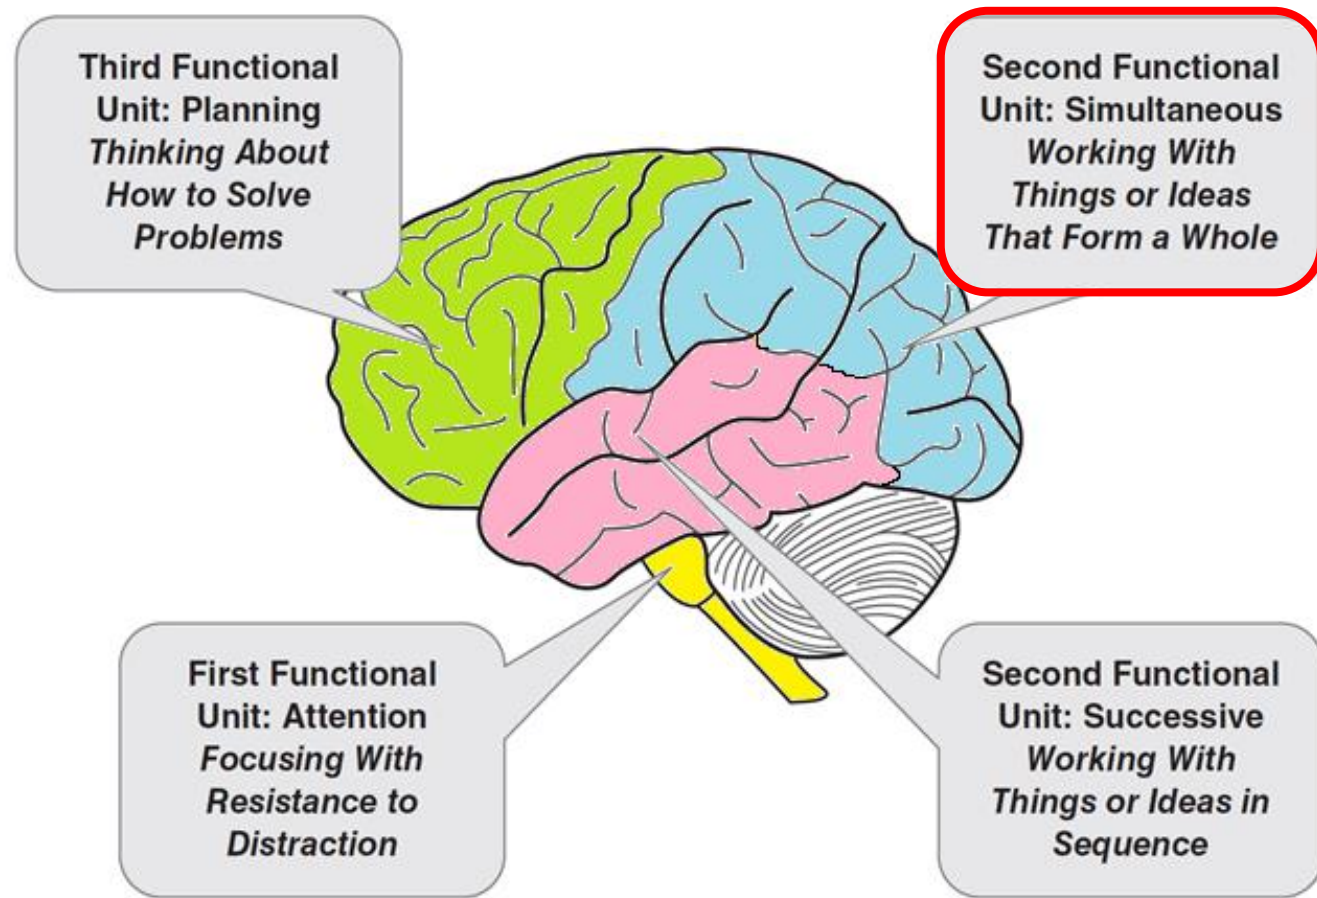 Third Functional
Unit: Planning
Thinking About
How to Solve
Problems
Second Functional
Unit: Simultaneous
Working With
Things or Ideas
That Form a Whole
First Functional
Unit: Attention
Focusing With
Resistance to
Distraction
Second Functional
Unit: Successive
Working With
Things or Ideas in
Sequence